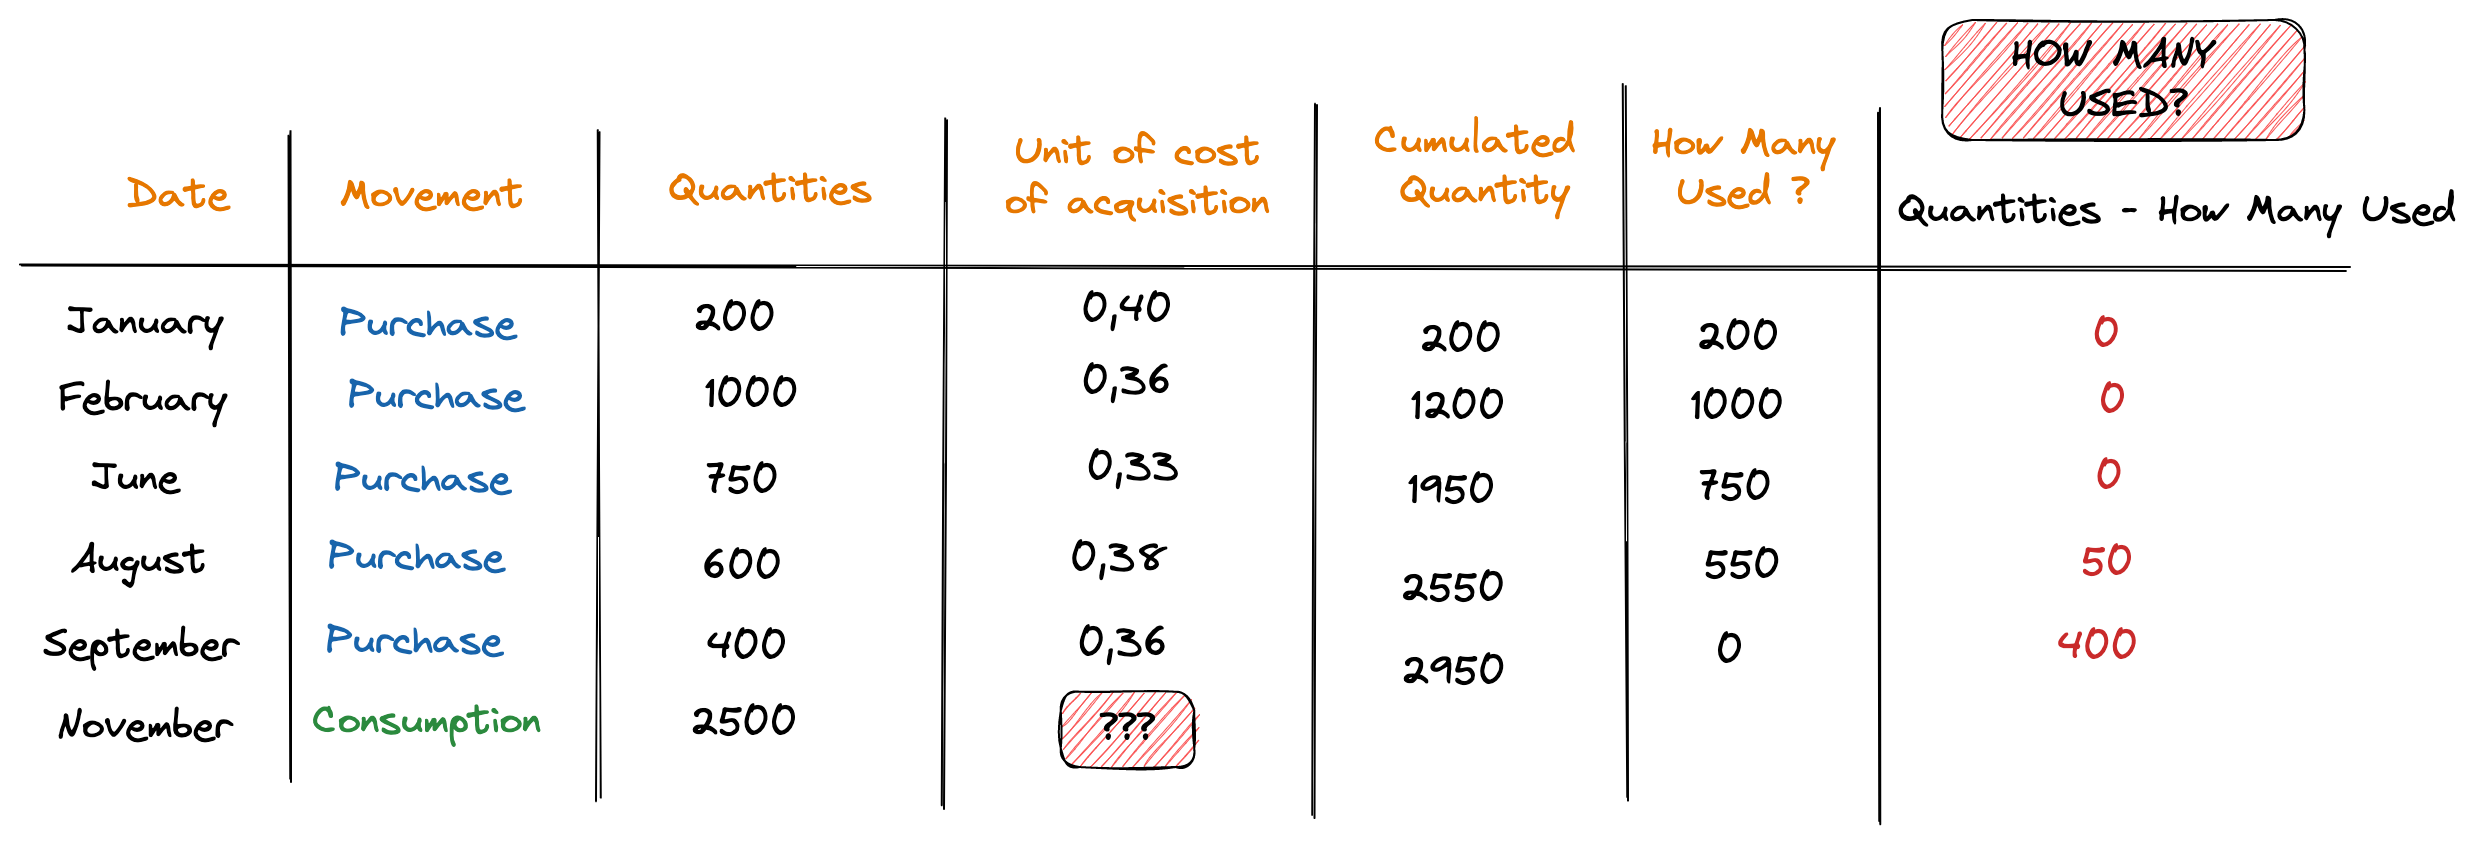 HOW MANY
USED?
Date Movement Quantities Unit of cost of acquisition Cumulated Quantity How Many Used ? Quantities - How Many Used
January Purchase 200 0,40 200 200 0
February Purchase 1000 0,36 1200 1000 0
June Purchase 750 0,33 1950 750 0
August Purchase 600 0,38 2550 550 50
September Purchase 400 0,36 2950 0 400
November Consumption 2500 ???